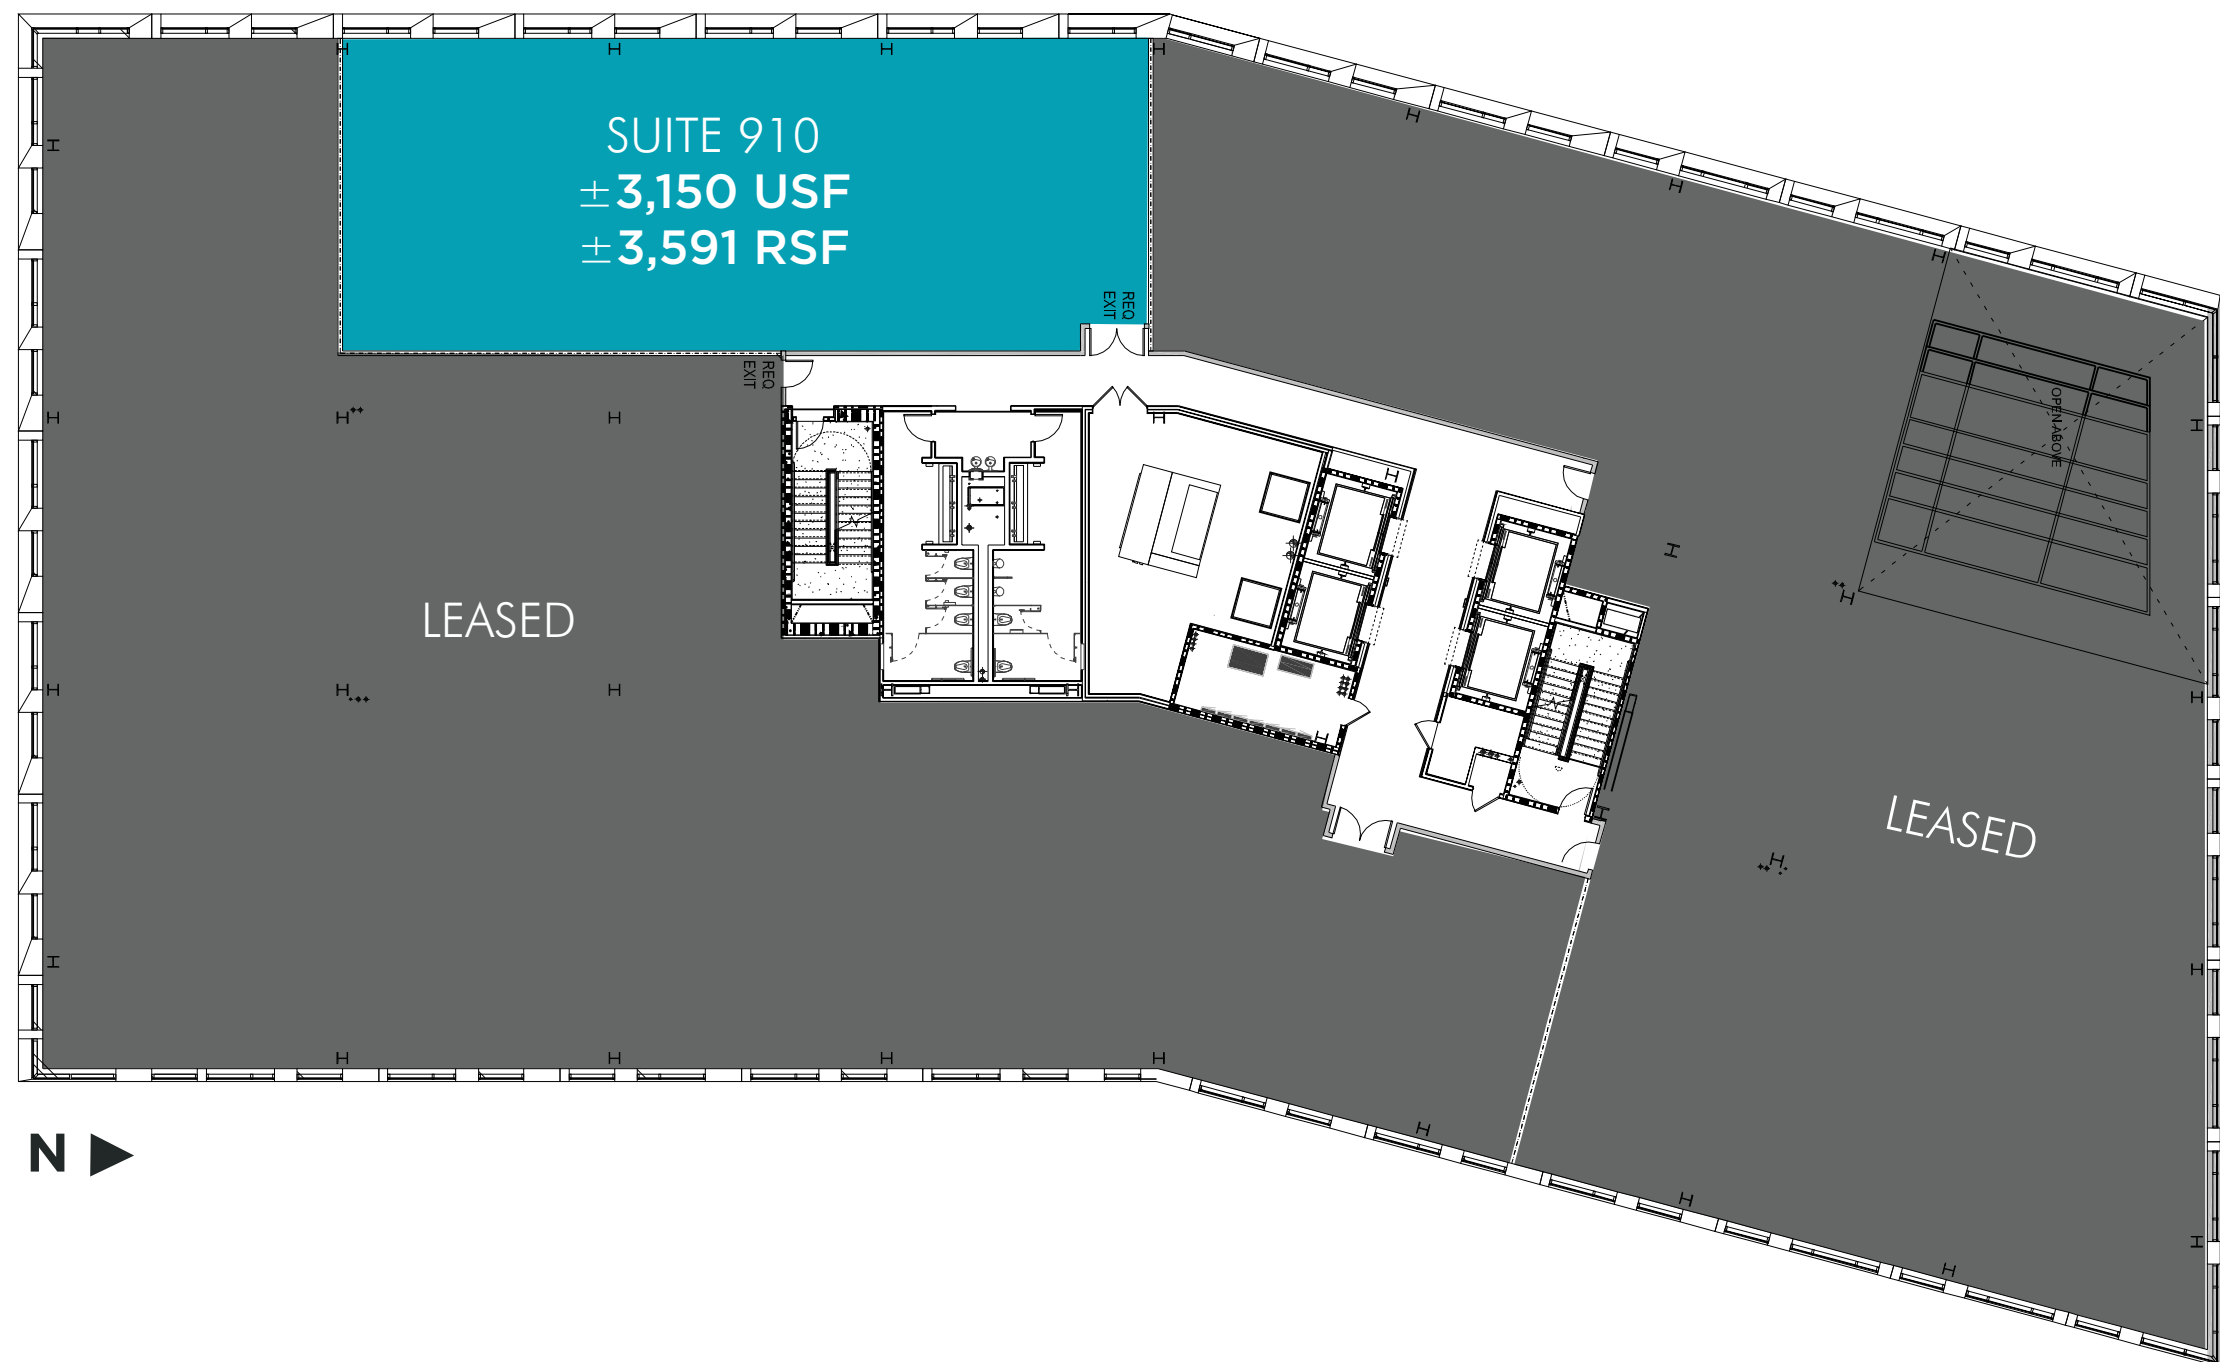 SUITE 910
±3,150 USF
±3,591 RSF
REQ
EXIT
REQ
EXIT
OPEN ABOVE
LEASED
LEASED
N